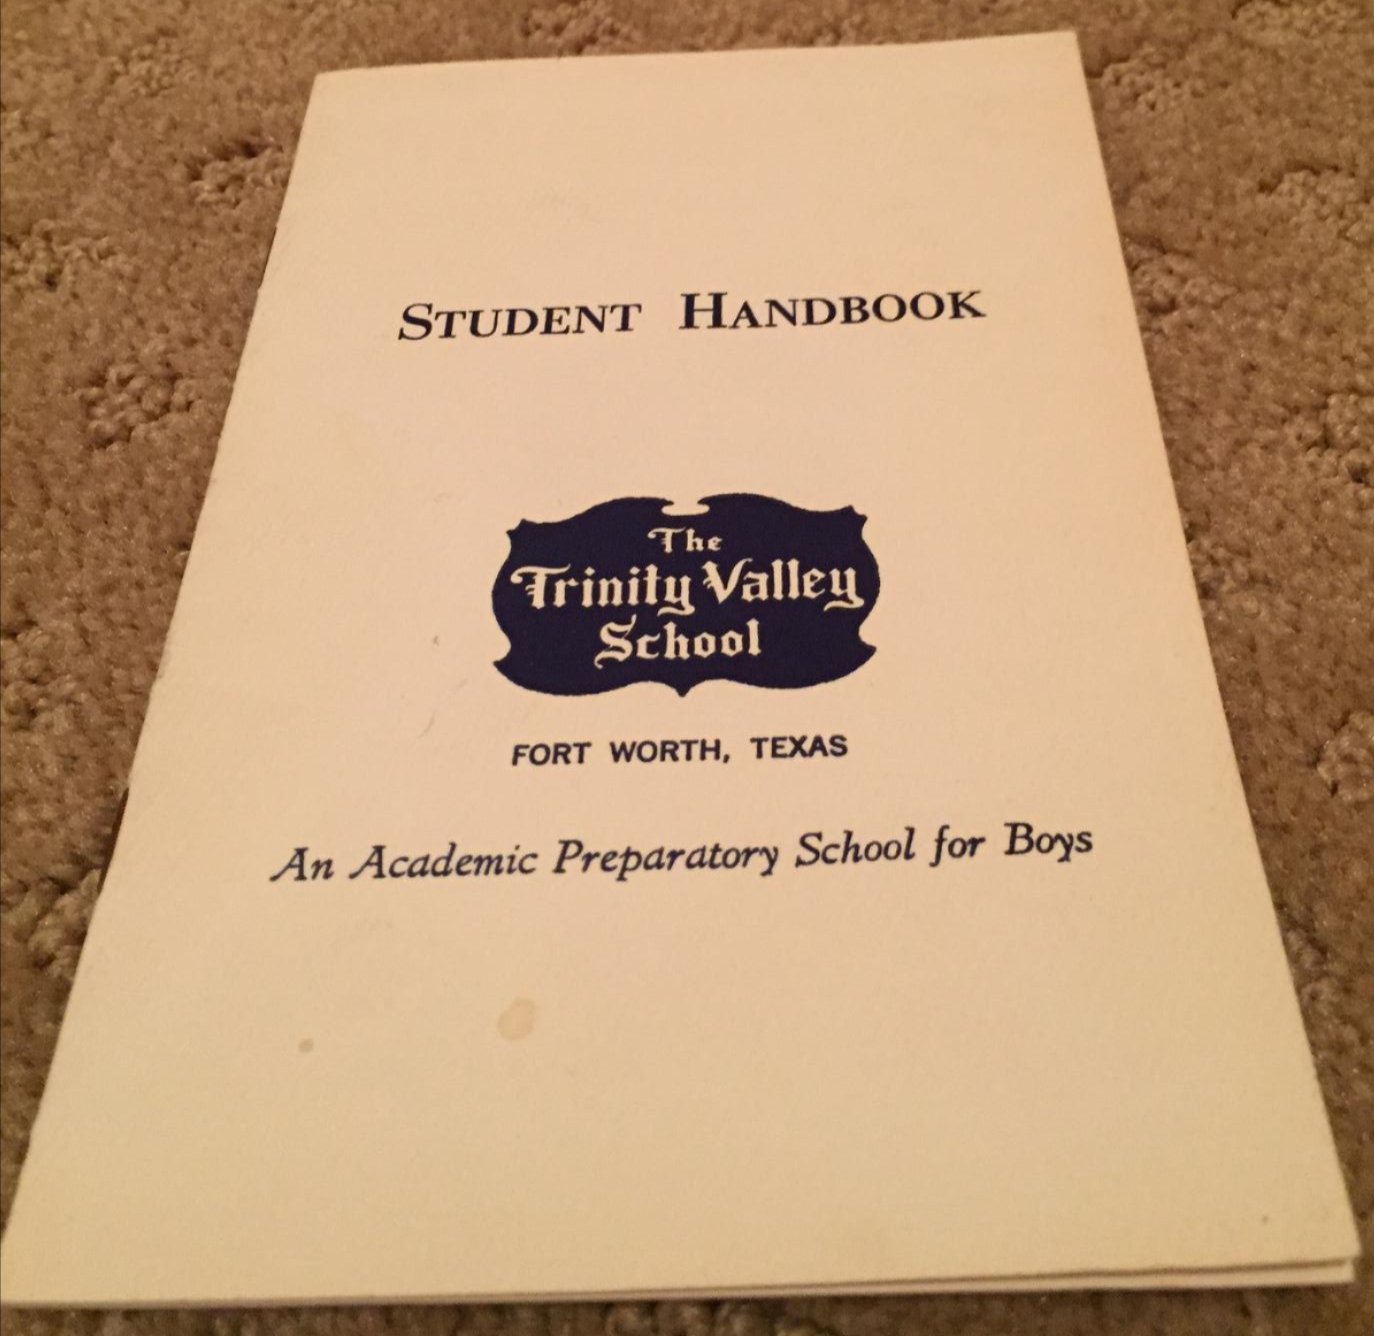 STUDENT HANDBOOK
The
Trinity Valley
School
FORT WORTH, TEXAS
An Academic Preparatory School for Boys